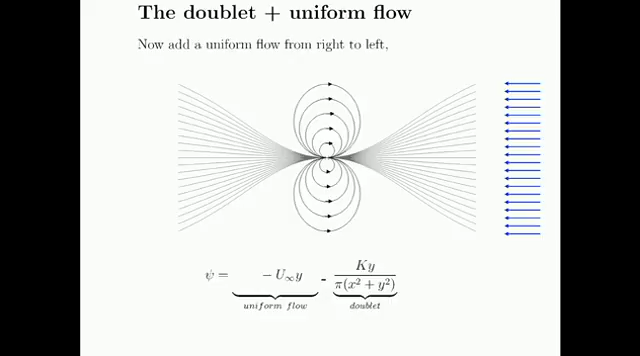 The doublet + uniform flow
Now add a uniform flow from right to left,
ψ = − U∞y - Ky / π(x² + y²)
uniform flow doublet